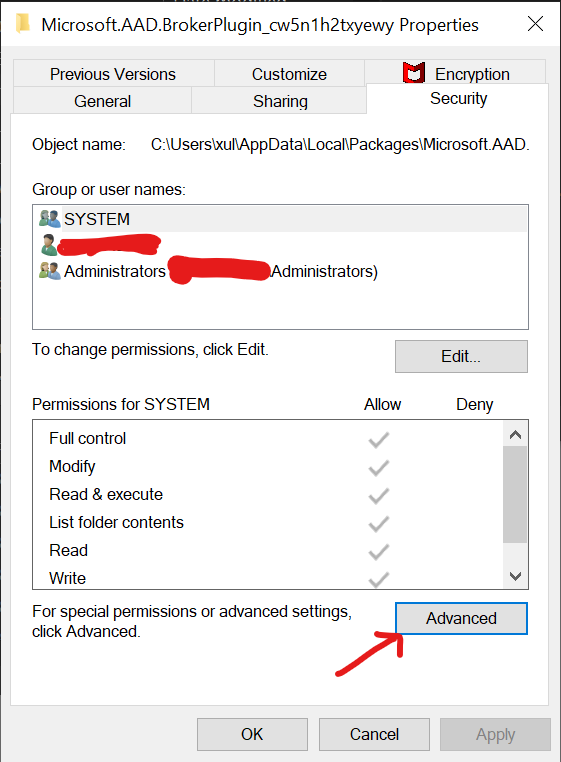 Microsoft.AAD.BrokerPlugin_cw5n1h2txyewy Properties
Previous Versions Customize Encryption
General Sharing Security
Object name: C:\Users\xul\AppData\Local\Packages\Microsoft.AAD.
Group or user names:
SYSTEM
Administrators Administrators)
To change permissions, click Edit. Edit...
Permissions for SYSTEM Allow Deny
Full control
Modify
Read & execute
List folder contents
Read
Write
For special permissions or advanced settings,
click Advanced. Advanced
OK Cancel Apply